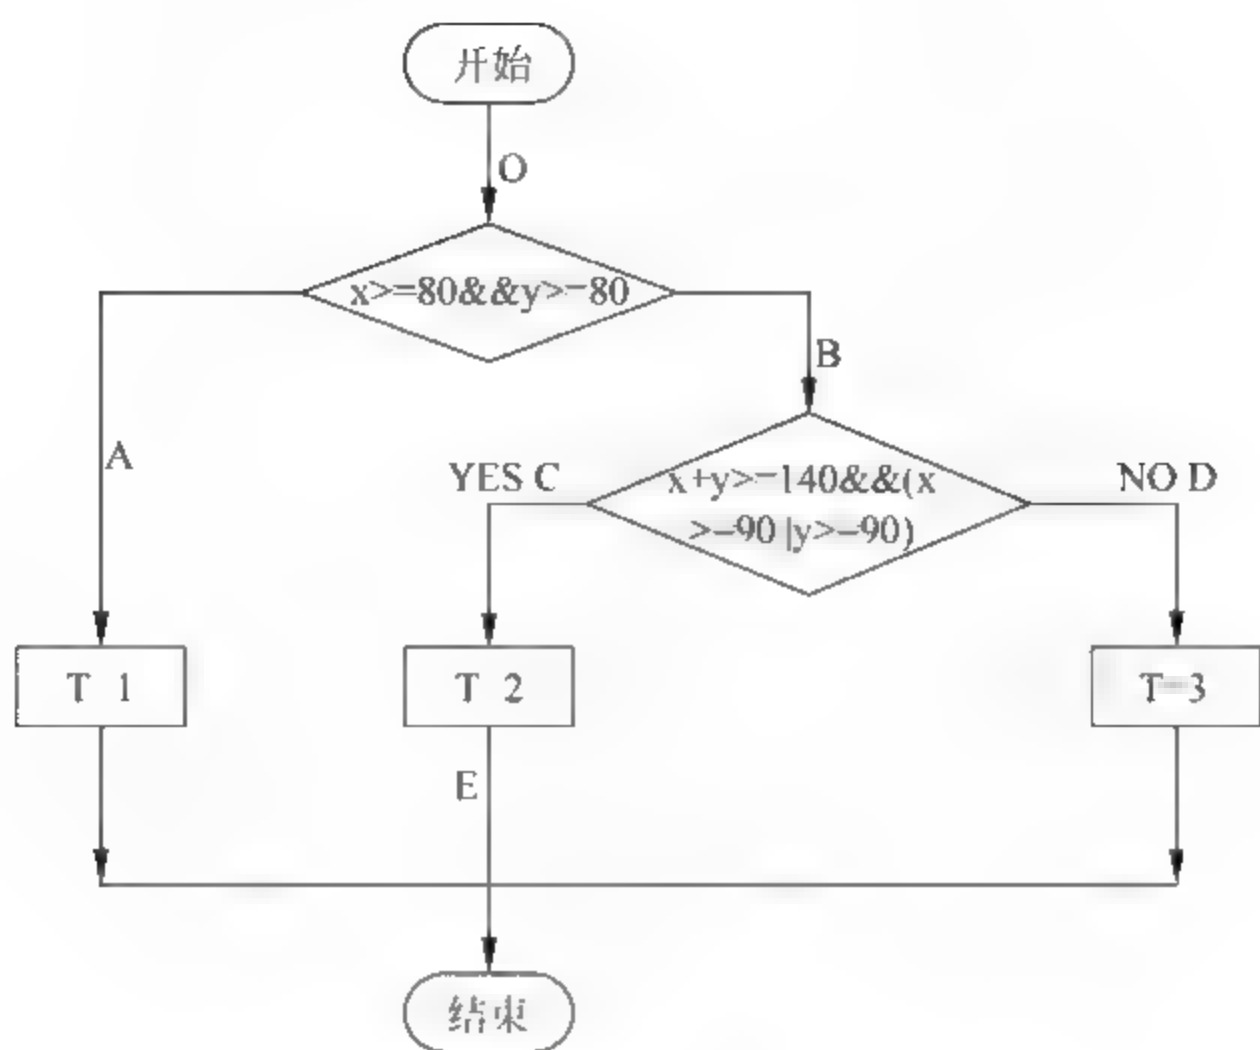 开始
O
x>=80&&y>=80
B
A
YES C
x+y>=140&&(x
>-90 |y>-90)
NO D
T 1
T 2
T=3
E
结束